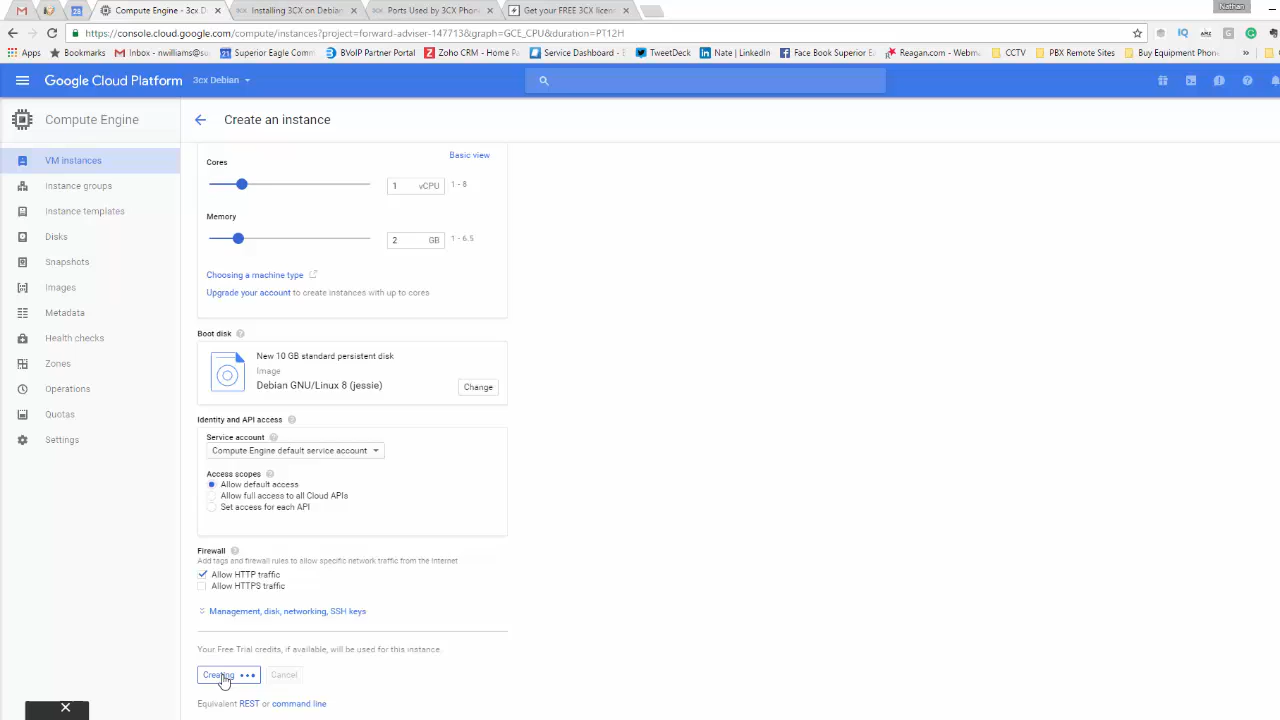 Nathan
Compute Engine - 3cx D
Installing 3CX on Debian
Ports Used by 3CX Phone
Get your FREE 3CX licen
https://console.cloud.google.com/compute/instances?project=forward-adviser-147713&graph=GCE_CPU&duration=PT12H
Apps Bookmarks Inbox - nwilliams@su Superior Eagle Comm BVoIP Partner Portal Zoho CRM - Home Pa Service Dashboard - E TweetDeck Nate | LinkedIn Face Book Superior E Reagan.com - Webm CCTV PBX Remote Sites Buy Equipment Phon »
Google Cloud Platform 3cx Debian
Compute Engine
Create an instance
VM instances
Instance groups
Instance templates
Disks
Snapshots
Images
Metadata
Health checks
Zones
Operations
Quotas
Settings
Cores
Basic view
1 vCPU 1 - 8
Memory
2 GB 1 - 6.5
Choosing a machine type
Upgrade your account to create instances with up to cores
Boot disk
New 10 GB standard persistent disk
Image
Debian GNU/Linux 8 (jessie)
Change
Identity and API access
Service account
Compute Engine default service account
Access scopes
Allow default access
Allow full access to all Cloud APIs
Set access for each API
Firewall
Add tags and firewall rules to allow specific network traffic from the Internet
Allow HTTP traffic
Allow HTTPS traffic
Management, disk, networking, SSH keys
Your Free Trial credits, if available, will be used for this instance.
Creating Cancel
Equivalent REST or command line